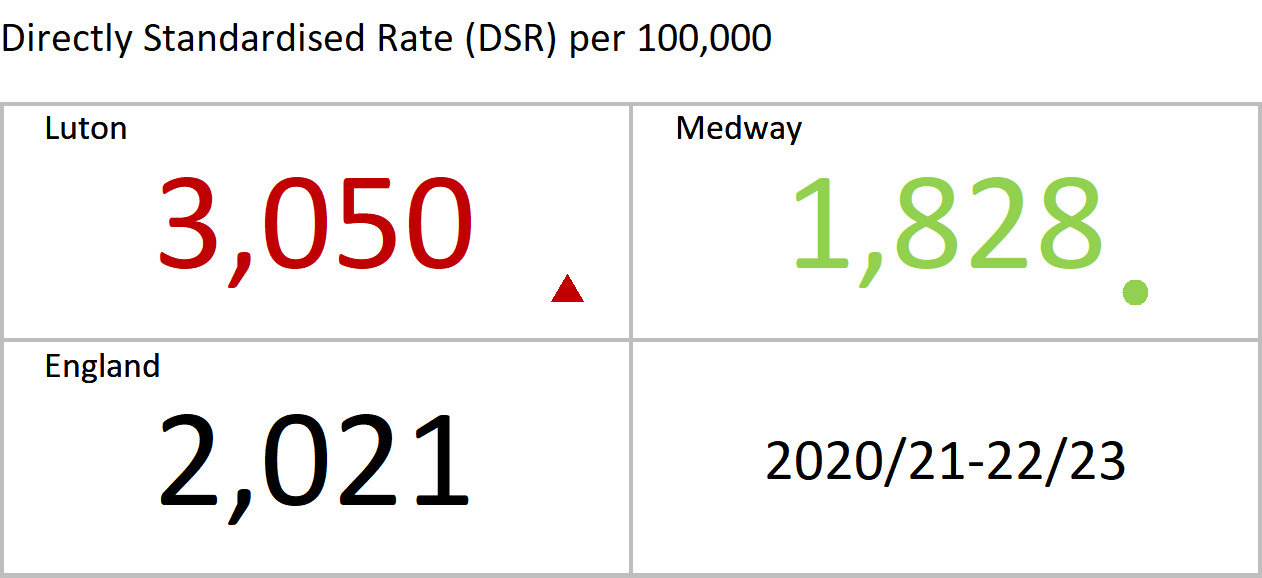 Directly Standardised Rate (DSR) per 100,000
Luton
3,050
Medway
1,828
England
2,021
2020/21-22/23